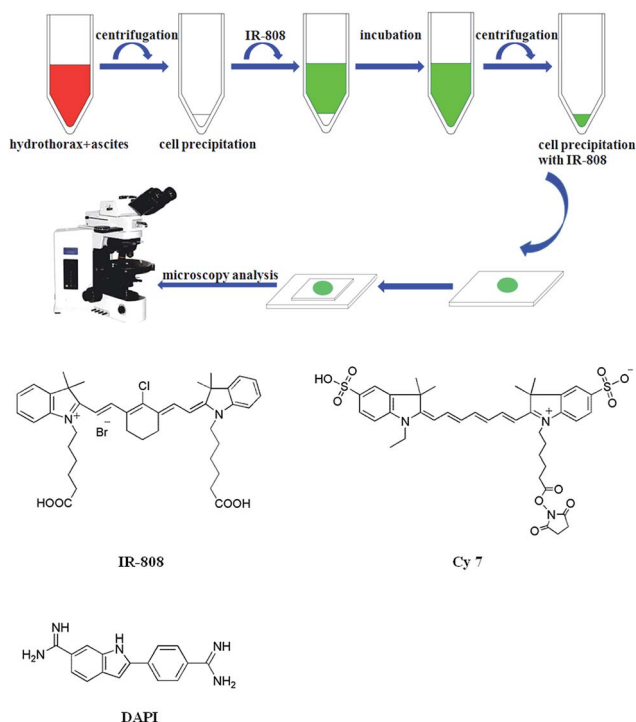 centrifugation
IR-808
incubation
centrifugation
hydrothorax+ascites
cell precipitation
cell precipitation
with IR-808
microscopy analysis
Cl
N
+
Br
−
N
HOOC
COOH
IR-808
HO
O
S
O
O
S
O
O
−
N
N
+
O
O
N
O
O
Cy 7
NH
H₂N
H
N
NH
NH₂
DAPI